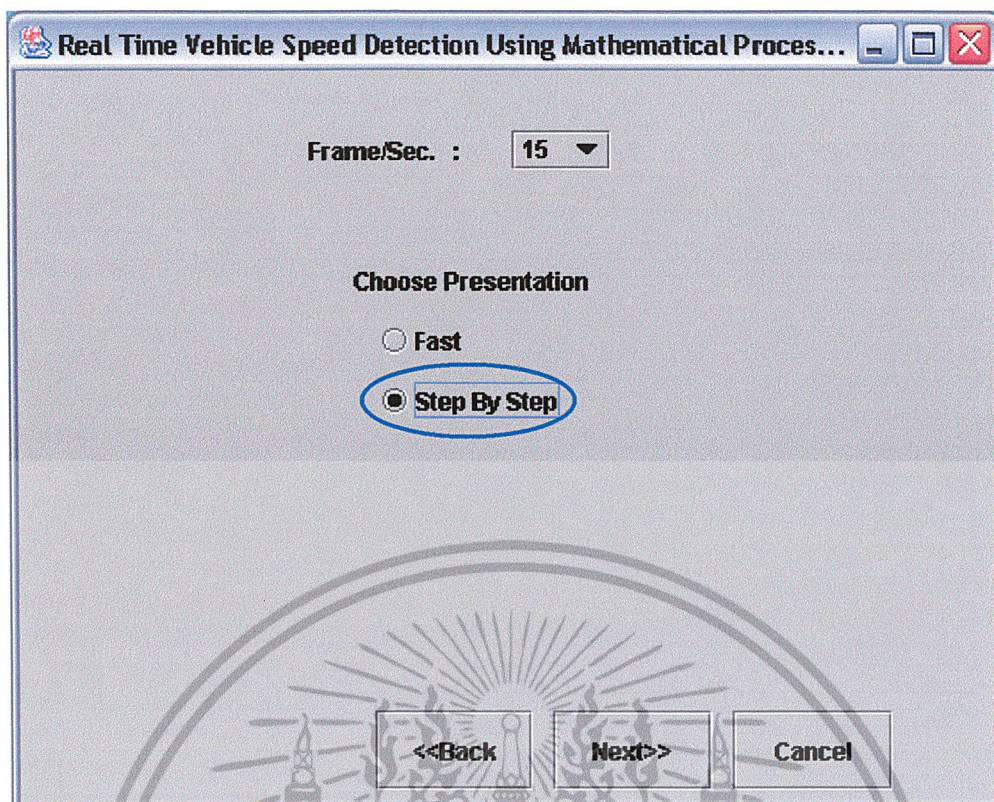 Real Time Vehicle Speed Detection Using Mathematical Proces...
Frame/Sec. : 15
Choose Presentation
Fast
Step By Step
<<Back Next>> Cancel